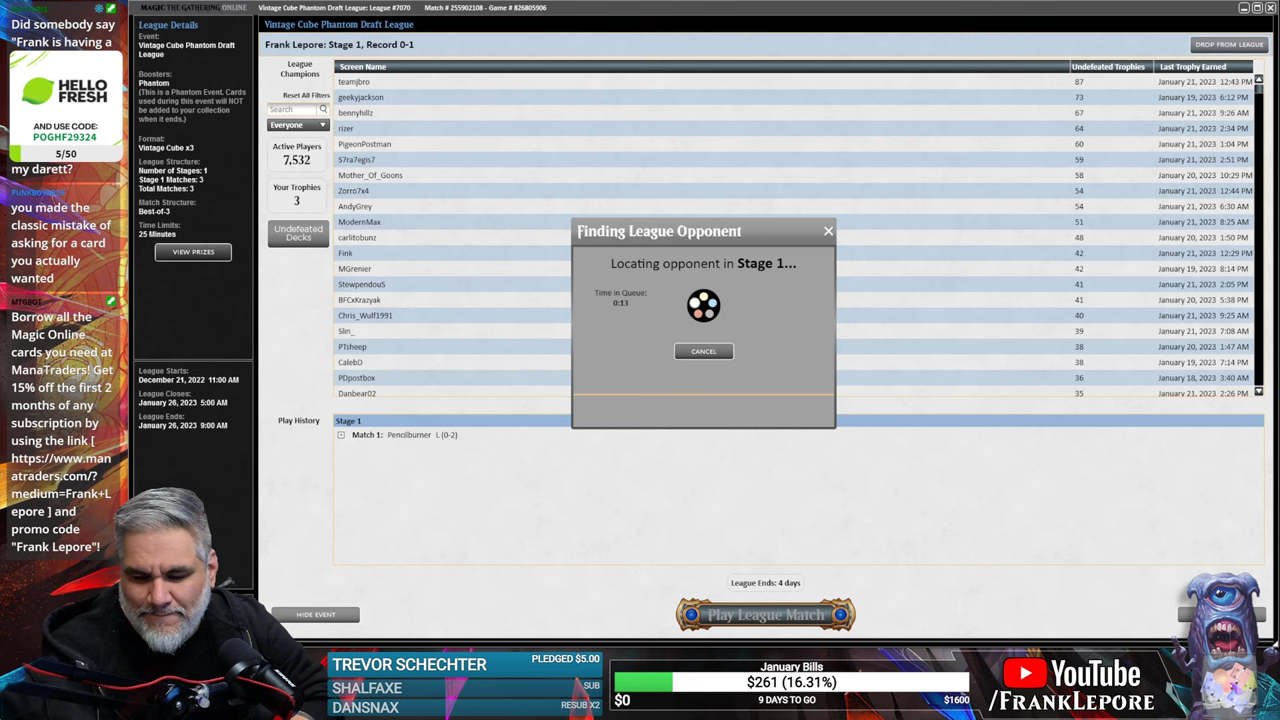 Did somebody say
"Frank is having a
HELLO
FRESH
AND USE CODE:
POGHF29324
5/50
my darett?
you made the
classic mistake of
asking for a card
you actually
wanted
MTGBOT
Borrow all the
Magic Online
cards you need at
ManaTraders! Get
15% off the first 2
months of any
subscription by
using the link [
https://www.man
atraders.com/?
medium=Frank+L
epore ] and
promo code
"Frank Lepore"!
MAGIC THE GATHERING ONLINE
Vintage Cube Phantom Draft League: League #7070
Match # 255902108 - Game # 826805906
League Details
Event:
Vintage Cube Phantom Draft
League
Boosters:
Phantom
(This is a Phantom Event. Cards
used during this event will NOT
be added to your collection
when it ends.)
Format:
Vintage Cube x3
League Structure:
Number of Stages: 1
Stage 1 Matches: 3
Total Matches: 3
Match Structure:
Best-of-3
Time Limits:
25 Minutes
VIEW PRIZES
League Starts:
December 21, 2022 11:00 AM
League Closes:
January 26, 2023 5:00 AM
League Ends:
January 26, 2023 9:00 AM
Vintage Cube Phantom Draft League
Frank Lepore: Stage 1, Record 0-1
DROP FROM LEAGUE
League
Champions
Reset All Filters
Search
Everyone
Active Players
7,532
Your Trophies
3
Undefeated
Decks
Screen Name Undefeated Trophies Last Trophy Earned
teamjbro 87 January 21, 2023 12:43 PM
geekyjackson 73 January 19, 2023 6:12 PM
bennyhillz 67 January 21, 2023 9:26 AM
rizer 64 January 21, 2023 2:34 PM
PigeonPostman 60 January 21, 2023 1:04 PM
S7ra7egis7 59 January 21, 2023 2:51 PM
Mother_Of_Goons 58 January 20, 2023 10:29 PM
Zorro7x4 54 January 21, 2023 12:44 PM
AndyGrey 54 January 21, 2023 6:30 AM
ModernMax 51 January 21, 2023 8:25 AM
carlitobunz 48 January 20, 2023 1:50 PM
Fink 42 January 21, 2023 12:29 PM
MGrenier 42 January 19, 2023 8:14 PM
StewpendouS 41 January 21, 2023 2:05 PM
BFCxKrazyak 41 January 20, 2023 5:38 PM
Chris_Wulf1991 40 January 21, 2023 9:25 AM
Slin_ 39 January 21, 2023 7:08 AM
PTsheep 38 January 20, 2023 1:47 AM
CalebD 38 January 19, 2023 7:14 PM
PDpostbox 36 January 18, 2023 3:40 AM
Danbear02 35 January 21, 2023 2:26 PM
Finding League Opponent
Locating opponent in Stage 1...
Time in Queue:
0:13
CANCEL
Play History
Stage 1
Match 1: Pencilburner L (0-2)
League Ends: 4 days
HIDE EVENT
Play League Match
TREVOR SCHECHTER PLEDGED $5.00
SHALFAXE SUB
DANSNAX RESUB X2
January Bills
$261 (16.31%)
$0 9 DAYS TO GO $1600
YouTube
/FRANKLEPORE